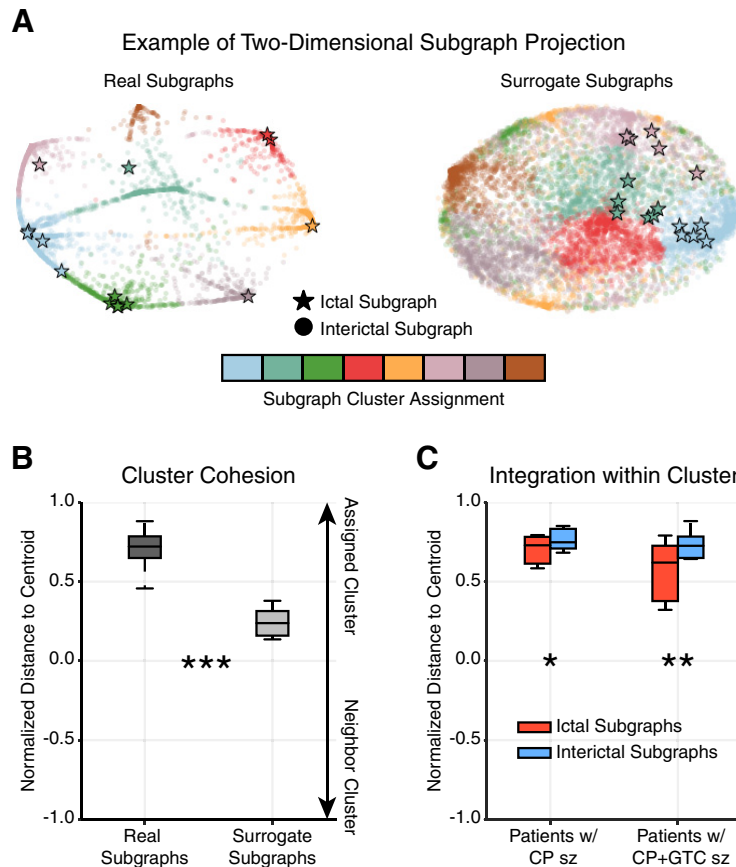 A
Example of Two-Dimensional Subgraph Projection
Real Subgraphs
Surrogate Subgraphs
Ictal Subgraph
Interictal Subgraph
Subgraph Cluster Assignment
B
Cluster Cohesion
Normalized Distance to Centroid
1.0
0.5
0.0
-0.5
-1.0
***
Assigned Cluster
Neighbor Cluster
Real
Subgraphs
Surrogate
Subgraphs
C
Integration within Cluster
Normalized Distance to Centroid
1.0
0.5
0.0
-0.5
-1.0
*
**
Ictal Subgraphs
Interictal Subgraphs
Patients w/
CP sz
Patients w/
CP+GTC sz